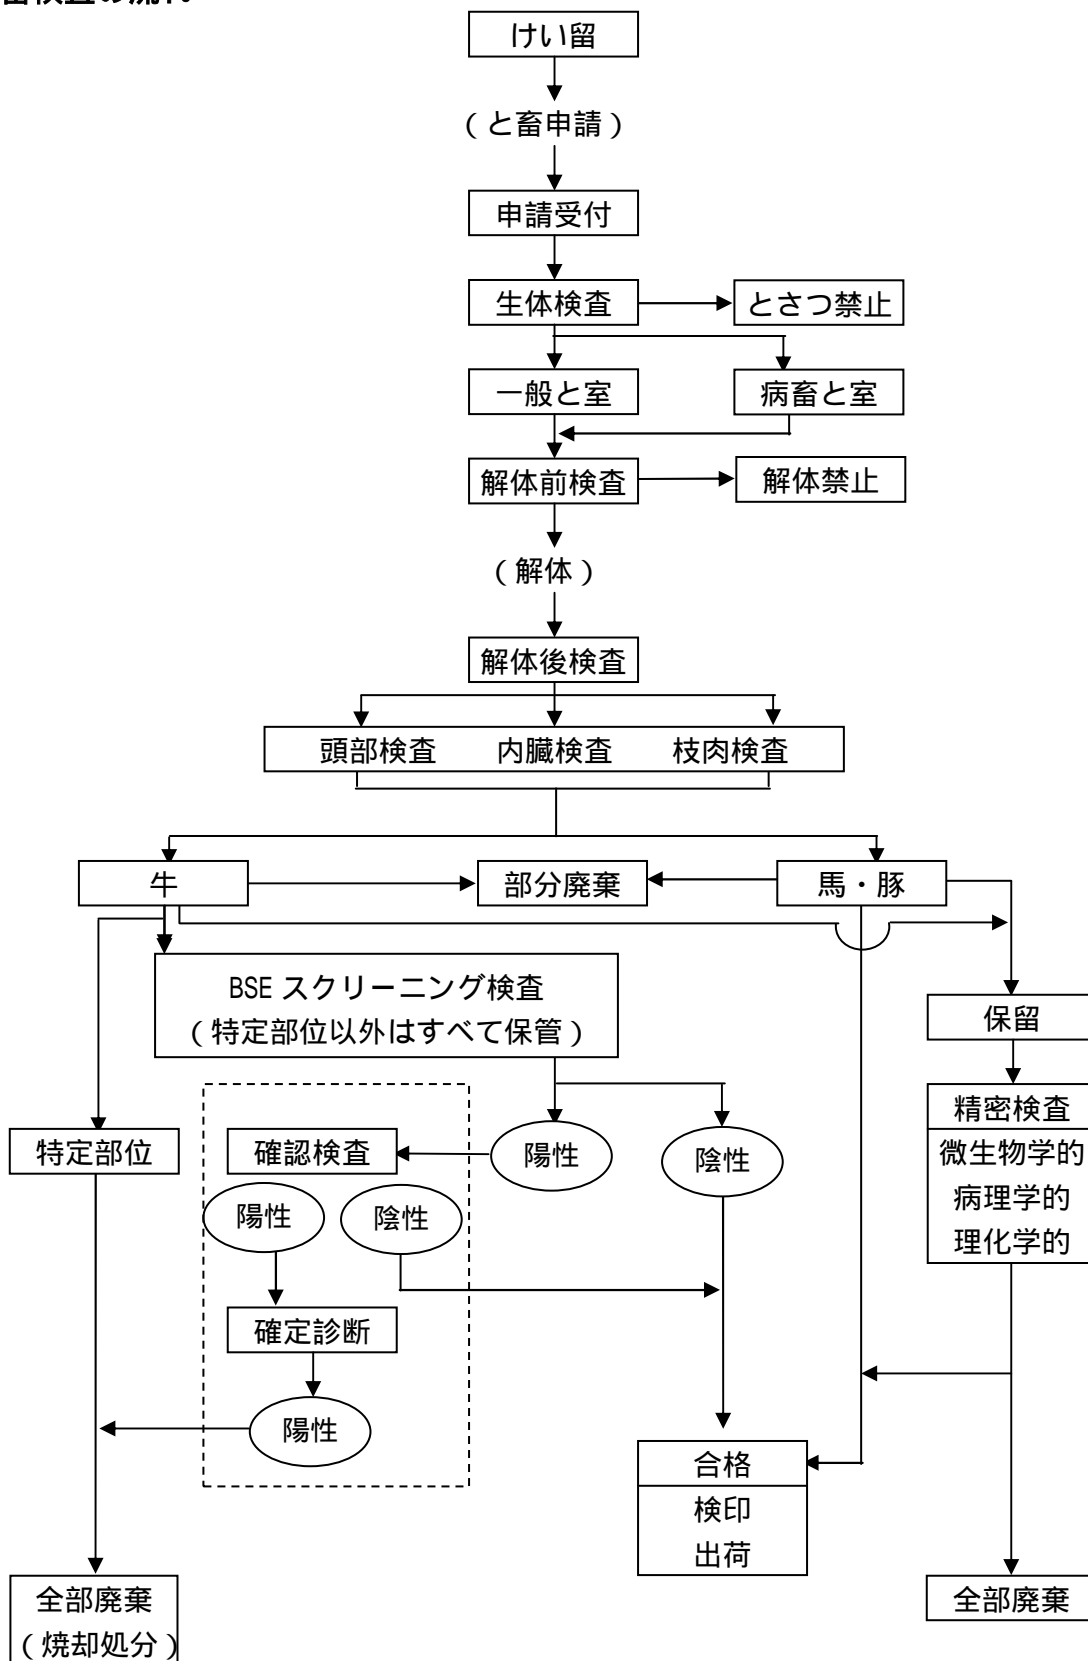 検査の流れ
けい留
（と畜申請）
申請受付
生体検査
とさつ禁止
一般と室
病畜と室
解体前検査
解体禁止
（解体）
解体後検査
頭部検査 内臓検査 枝肉検査
牛
部分廃棄
馬・豚
BSE スクリーニング検査
（特定部位以外はすべて保管）
保留
精密検査
微生物学的
病理学的
理化学的
特定部位
確認検査
陽性
陰性
陽性
陰性
確定診断
陽性
合格
検印
出荷
全部廃棄
（焼却処分）
全部廃棄